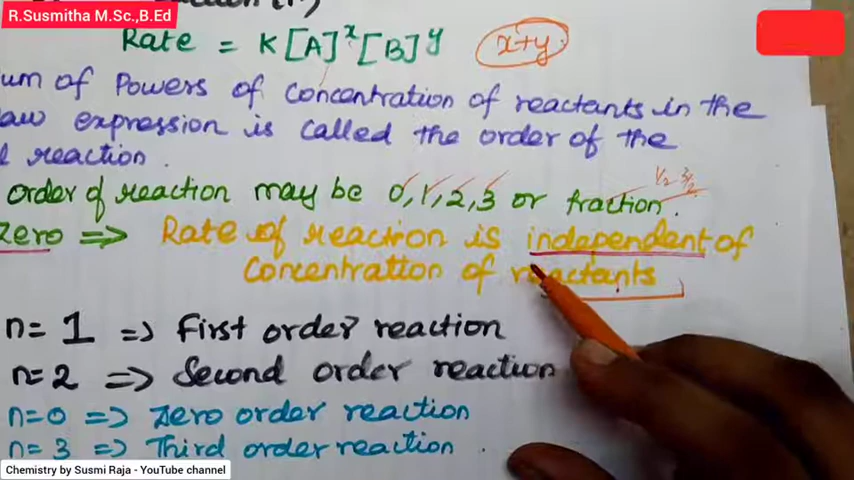 R.Susmitha M.Sc.,B.Ed
Rate = K[A]^x[B]^y x+y
um of Powers of Concentration of reactants in the
aw expression is called the order of the
l reaction.
order of reaction may be 0,1,2,3 or fraction. 1/2 3/2
zero => Rate of reaction is independent of
Concentration of reactants
n= 1 => First order reaction
n= 2 => Second order reaction
n=0 => Zero order reaction
n= 3 => Third order reaction
Chemistry by Susmi Raja - YouTube channel